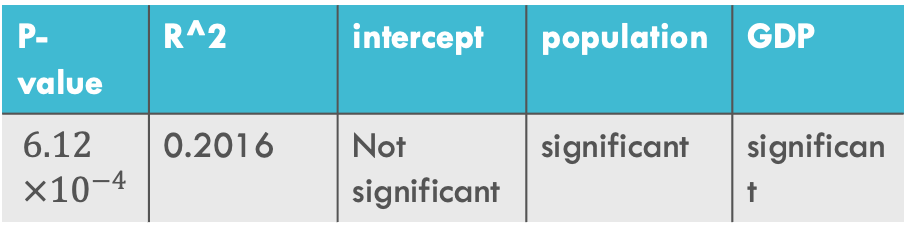 P-value
R^2
intercept
population
GDP
6.12
×10⁻⁴
0.2016
Not
significant
significant
significan
t